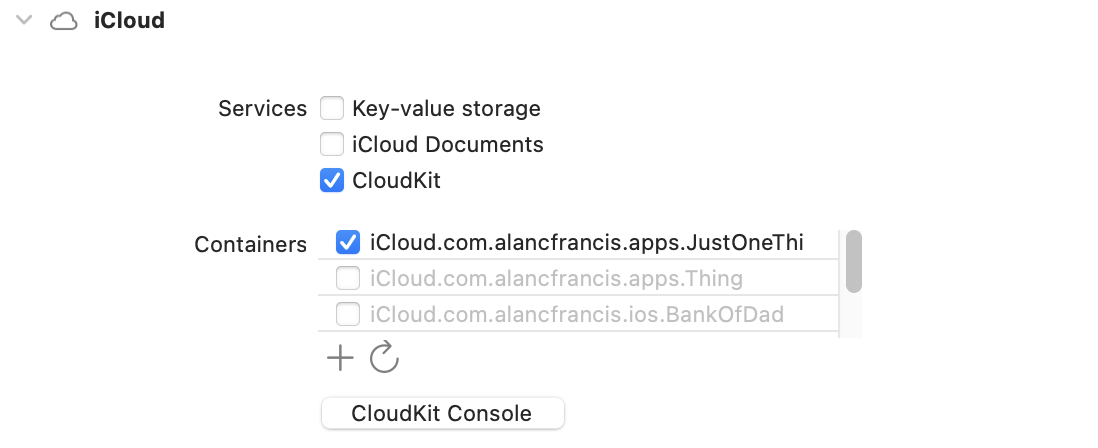 iCloud
Services
Key-value storage
iCloud Documents
CloudKit
Containers
iCloud.com.alancfrancis.apps.JustOneThi
iCloud.com.alancfrancis.apps.Thing
iCloud.com.alancfrancis.ios.BankOfDad
CloudKit Console